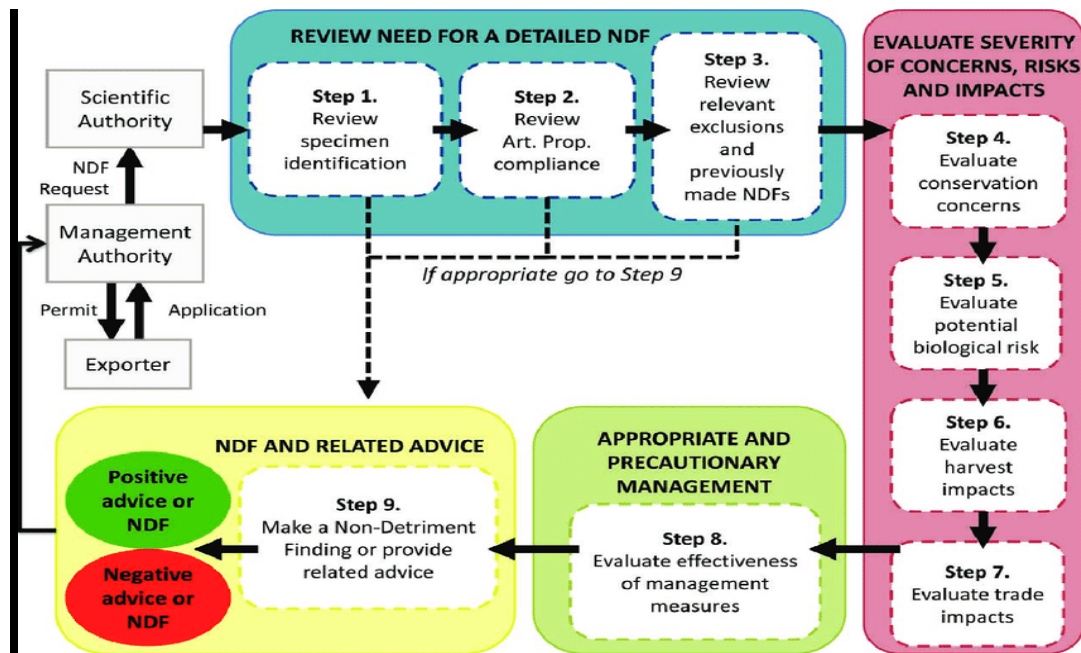 REVIEW NEED FOR A DETAILED NDF
Step 1.
Review
specimen
identification
Step 2.
Review
Art. Prop.
compliance
Step 3.
Review
relevant
exclusions
and
previously
made NDFs
EVALUATE SEVERITY
OF CONCERNS, RISKS
AND IMPACTS
Step 4.
Evaluate
conservation
concerns
Step 5.
Evaluate
potential
biological risk
Step 6.
Evaluate
harvest
impacts
Step 7.
Evaluate trade
impacts
Scientific
Authority
NDF
Request
Management
Authority
Permit
Application
Exporter
If appropriate go to Step 9
APPROPRIATE AND
PRECAUTIONARY
MANAGEMENT
Step 8.
Evaluate effectiveness
of management
measures
NDF AND RELATED ADVICE
Step 9.
Make a Non-Detriment
Finding or provide
related advice
Positive
advice or
NDF
Negative
advice or
NDF